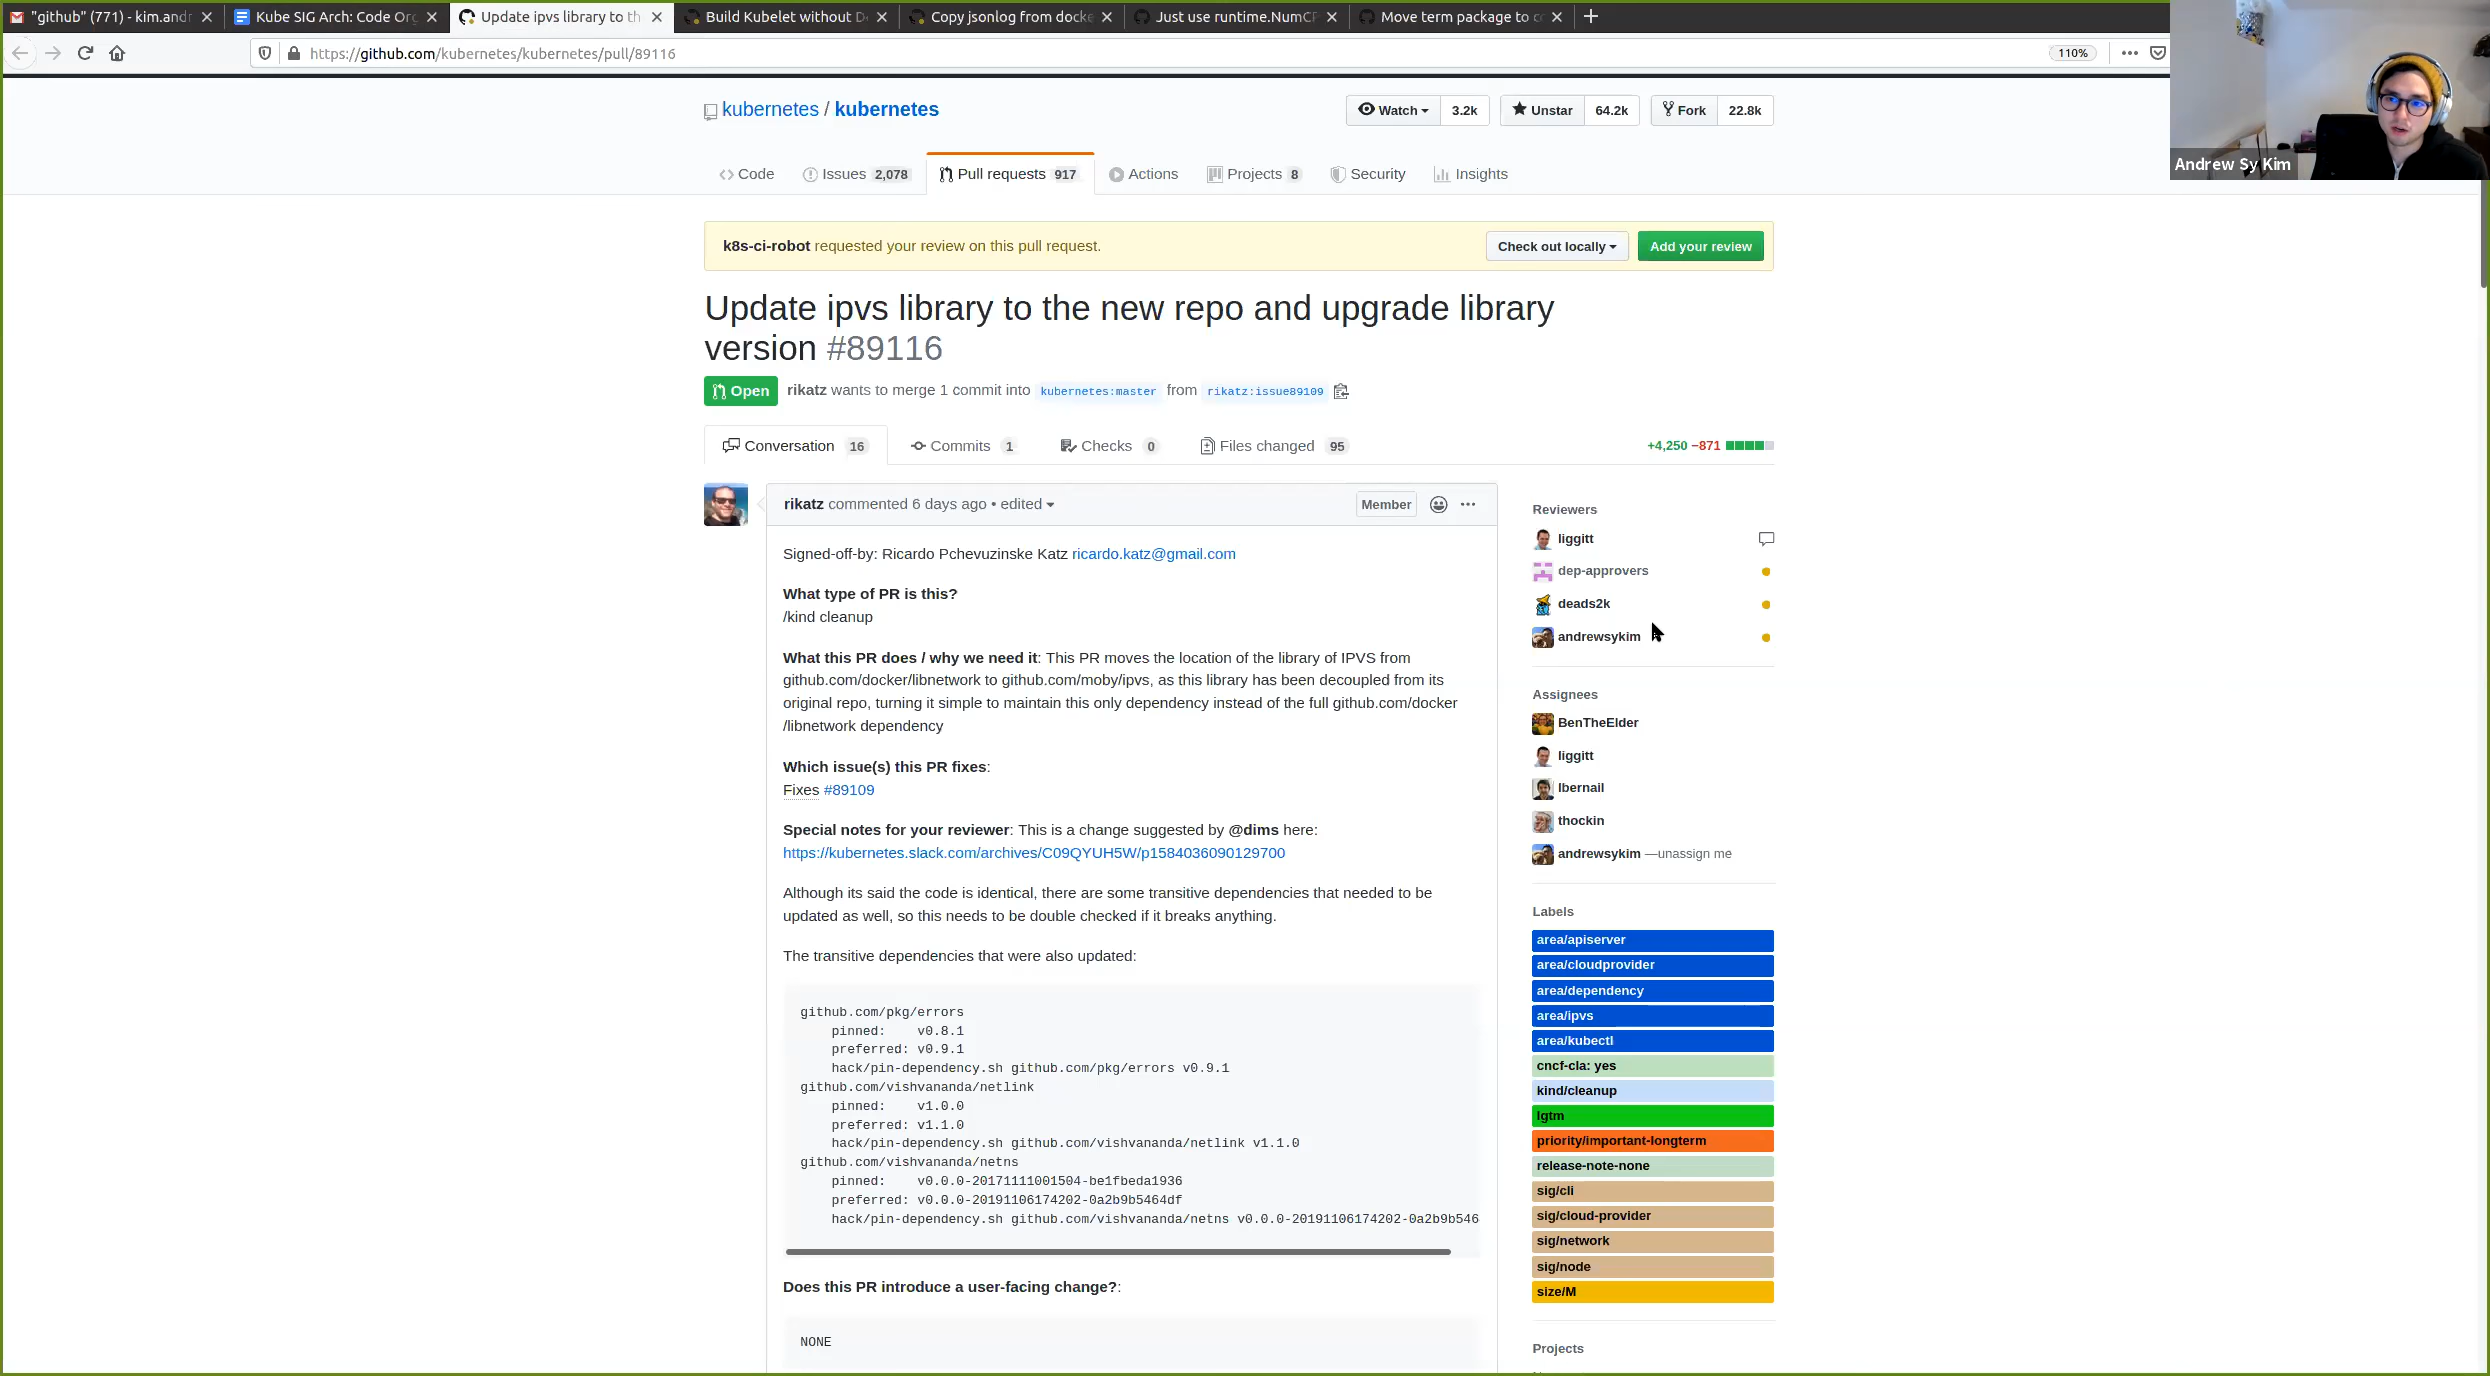 "github" (771) - kim.and
Kube SIG Arch: Code Org
Update ipvs library to th
Build Kubelet without D
Copy jsonlog from docke
Just use runtime.NumCP
Move term package to c
https://github.com/kubernetes/kubernetes/pull/89116
110%
Andrew Sy Kim
kubernetes / kubernetes
Watch 3.2k
Unstar 64.2k
Fork 22.8k
Code
Issues 2,078
Pull requests 917
Actions
Projects 8
Security
Insights
k8s-ci-robot requested your review on this pull request.
Check out locally
Add your review
Update ipvs library to the new repo and upgrade library
version #89116
Open
rikatz wants to merge 1 commit into kubernetes:master from rikatz:issue89109
Conversation 16
Commits 1
Checks 0
Files changed 95
+4,250 −871
rikatz commented 6 days ago • edited
Member
Signed-off-by: Ricardo Pchevuzinske Katz ricardo.katz@gmail.com
What type of PR is this?
/kind cleanup
What this PR does / why we need it: This PR moves the location of the library of IPVS from
github.com/docker/libnetwork to github.com/moby/ipvs, as this library has been decoupled from its
original repo, turning it simple to maintain this only dependency instead of the full github.com/docker
/libnetwork dependency
Which issue(s) this PR fixes:
Fixes #89109
Special notes for your reviewer: This is a change suggested by @dims here:
https://kubernetes.slack.com/archives/C09QYUH5W/p1584036090129700
Although its said the code is identical, there are some transitive dependencies that needed to be
updated as well, so this needs to be double checked if it breaks anything.
The transitive dependencies that were also updated:
github.com/pkg/errors
pinned: v0.8.1
preferred: v0.9.1
hack/pin-dependency.sh github.com/pkg/errors v0.9.1
github.com/vishvananda/netlink
pinned: v1.0.0
preferred: v1.1.0
hack/pin-dependency.sh github.com/vishvananda/netlink v1.1.0
github.com/vishvananda/netns
pinned: v0.0.0-20171111001504-be1fbeda1936
preferred: v0.0.0-20191106174202-0a2b9b5464df
hack/pin-dependency.sh github.com/vishvananda/netns v0.0.0-20191106174202-0a2b9b546
Does this PR introduce a user-facing change?:
NONE
Reviewers
liggitt
dep-approvers
deads2k
andrewsykim
Assignees
BenTheElder
liggitt
lbernail
thockin
andrewsykim —unassign me
Labels
area/apiserver
area/cloudprovider
area/dependency
area/ipvs
area/kubectl
cncf-cla: yes
kind/cleanup
lgtm
priority/important-longterm
release-note-none
sig/cli
sig/cloud-provider
sig/network
sig/node
size/M
Projects